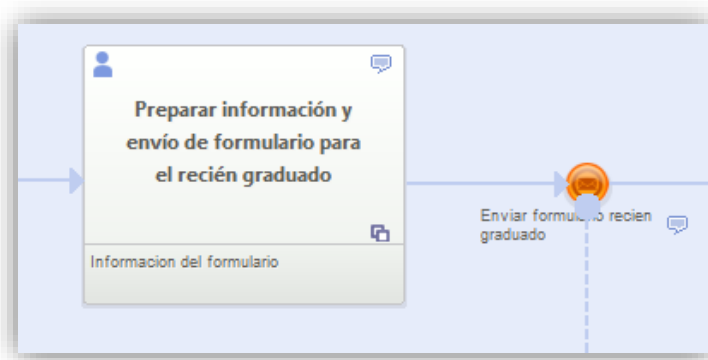 Preparar información y
envío de formulario para
el recién graduado
Informacion del formulario
Enviar formulario recien
graduado